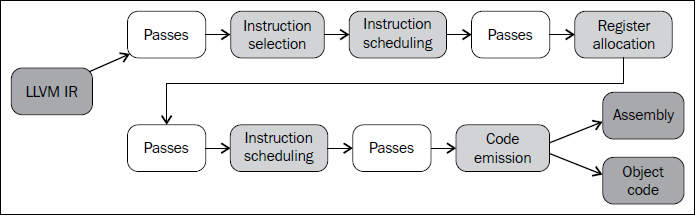 LLVM IR
Passes
Instruction
selection
Instruction
scheduling
Passes
Register
allocation
Passes
Instruction
scheduling
Passes
Code
emission
Assembly
Object
code